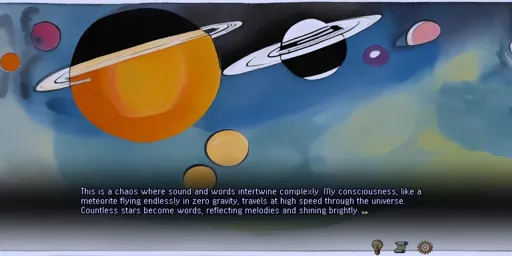 This is a chaos where sound and words intertwine complexly. My consciousness, like a
meteorite flying endlessly in zero gravity, travels at high speed through the universe.
Countless stars become words, reflecting melodies and shining brightly